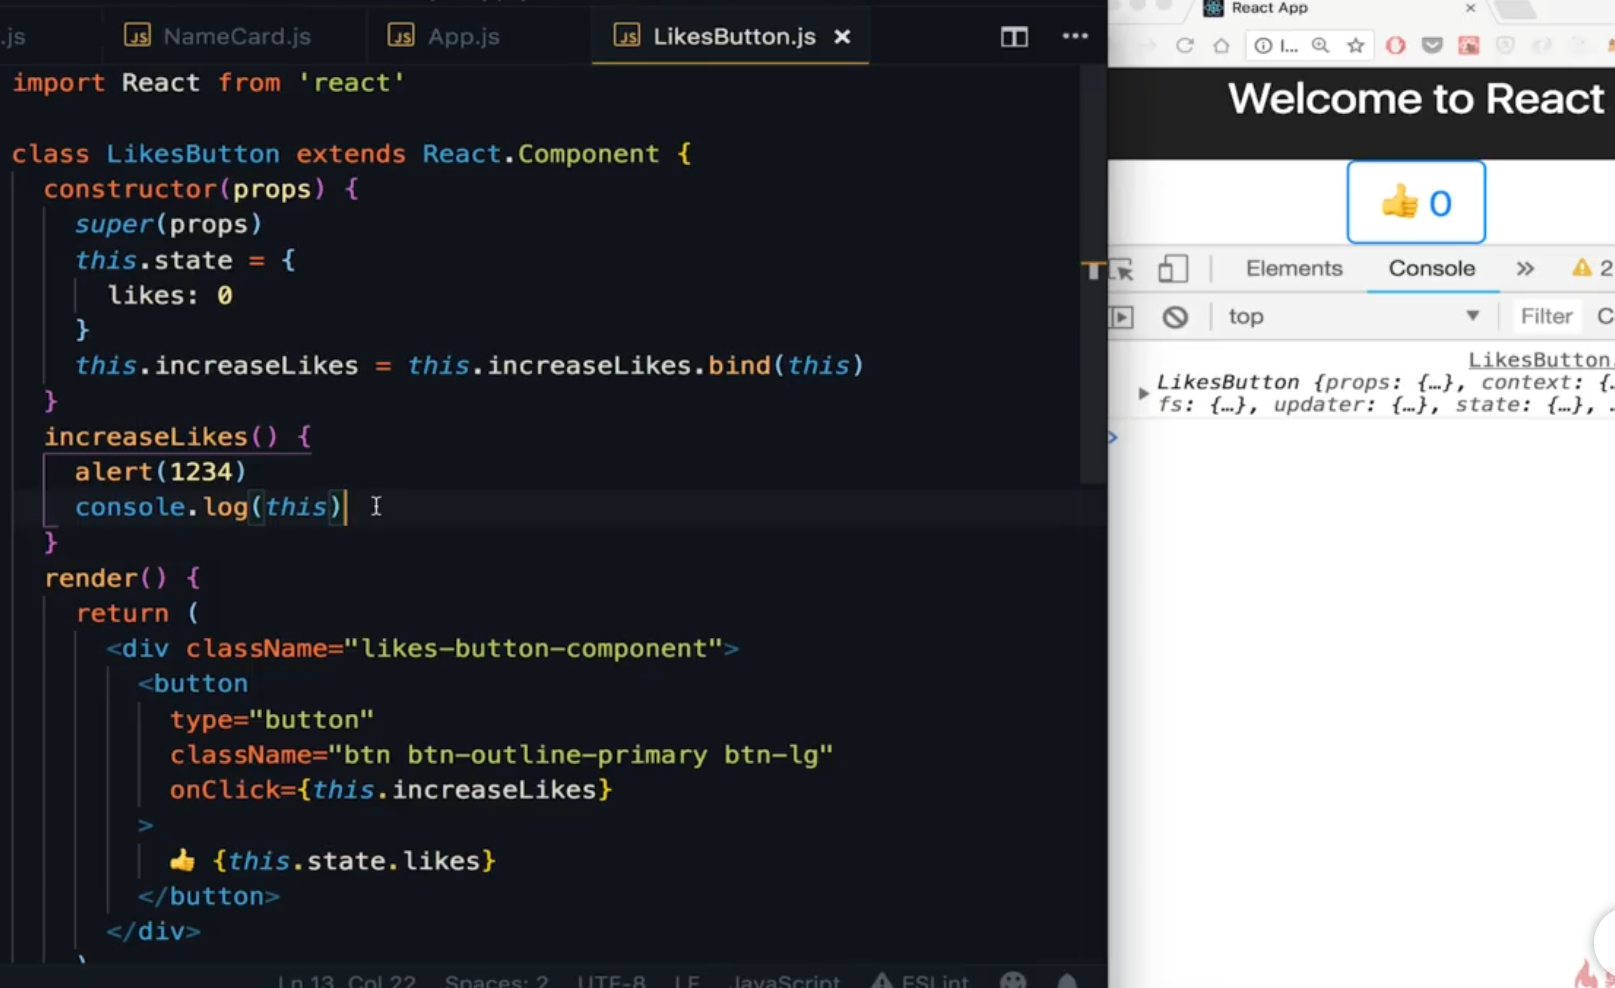 .js
NameCard.js
App.js
LikesButton.js
import React from 'react'
class LikesButton extends React.Component {
constructor(props) {
super(props)
this.state = {
likes: 0
}
this.increaseLikes = this.increaseLikes.bind(this)
}
increaseLikes() {
alert(1234)
console.log(this)
}
render() {
return (
<div className="likes-button-component">
<button
type="button"
className="btn btn-outline-primary btn-lg"
onClick={this.increaseLikes}
>
👍 {this.state.likes}
</button>
</div>
)
Ln 13, Col 22 Spaces: 2 UTF-8 LF JavaScript ESLint
React App
Welcome to React
👍 0
Elements Console » 2
top Filter
LikesButton.
LikesButton {props: {…}, context: {…
fs: {…}, updater: {…}, state: {…}, …